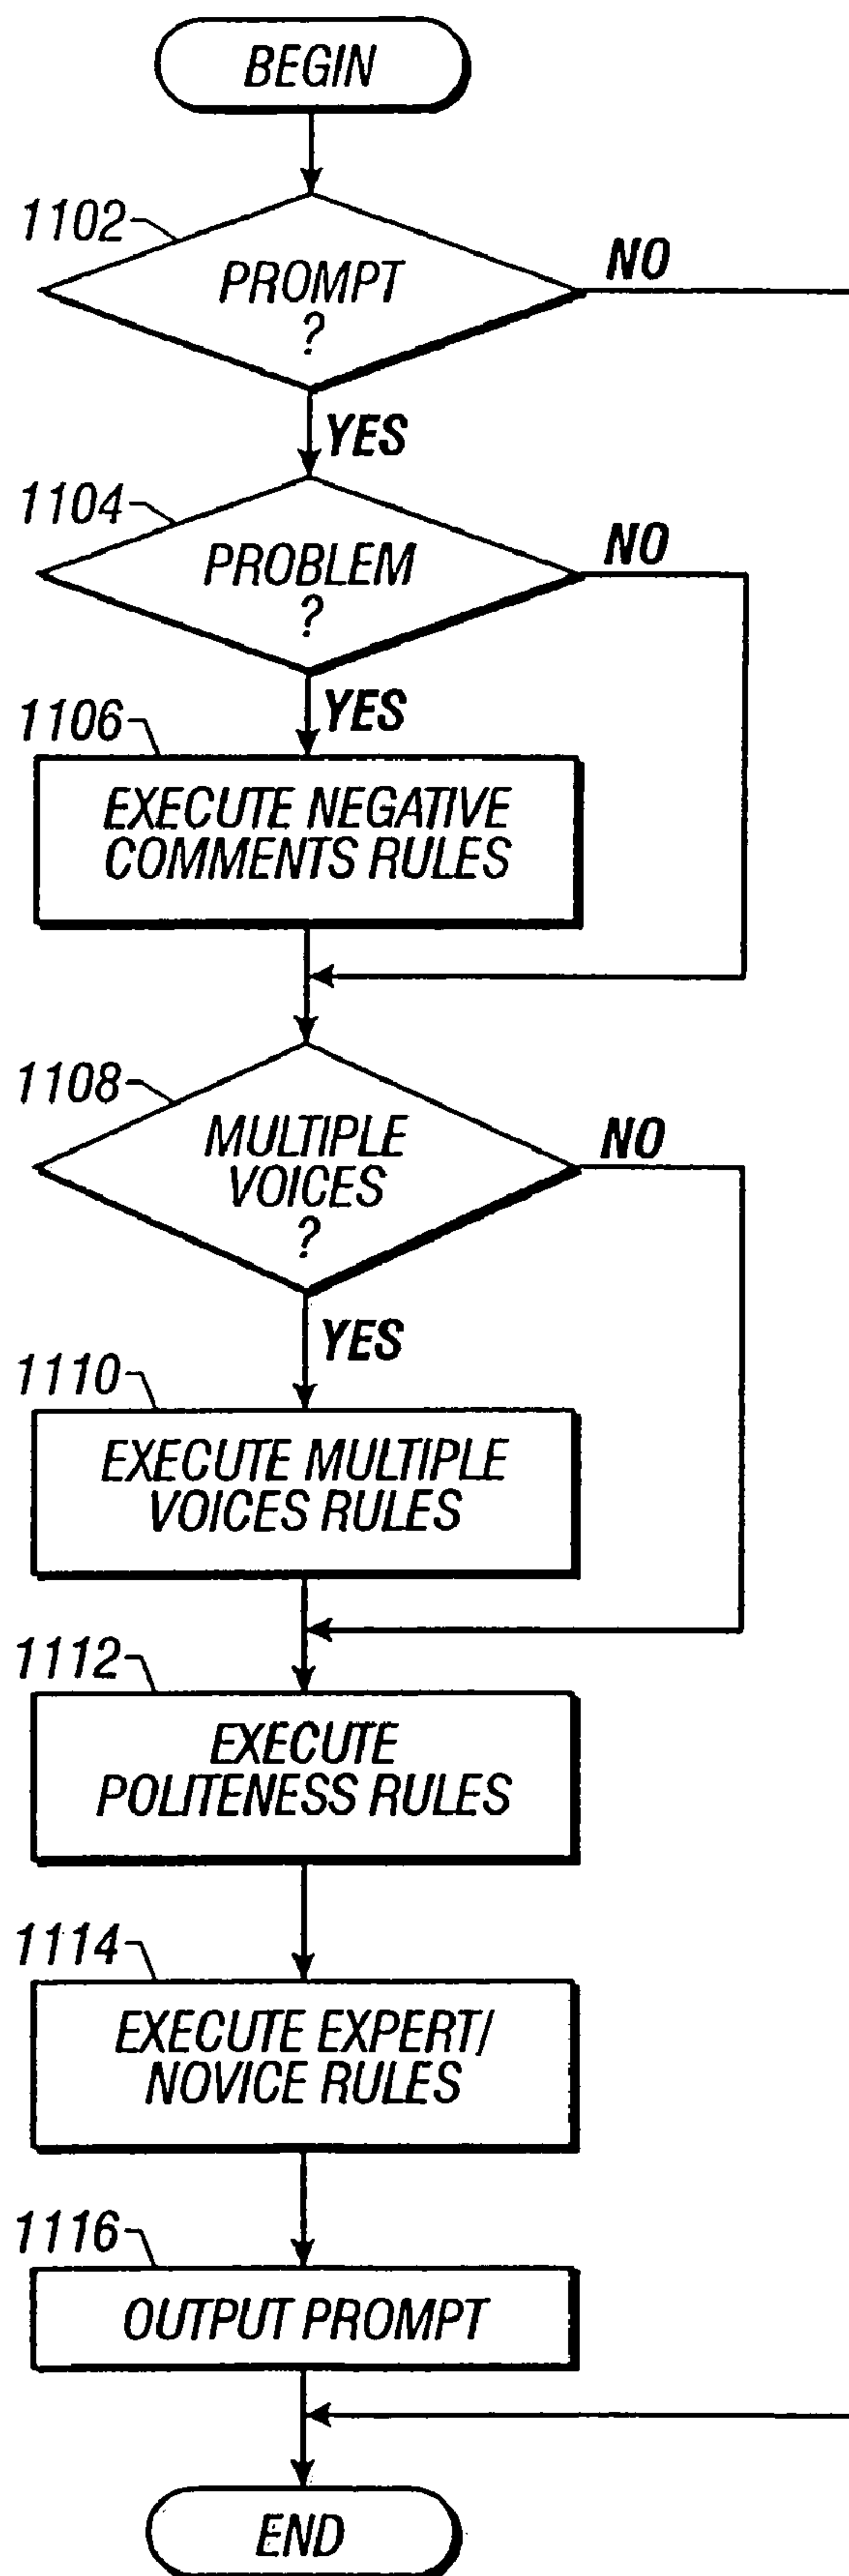 BEGIN
1102
PROMPT
?
NO
YES
1104
PROBLEM
?
NO
YES
1106
EXECUTE NEGATIVE
COMMENTS RULES
1108
MULTIPLE
VOICES
?
NO
YES
1110
EXECUTE MULTIPLE
VOICES RULES
1112
EXECUTE
POLITENESS RULES
1114
EXECUTE EXPERT/
NOVICE RULES
1116
OUTPUT PROMPT
END